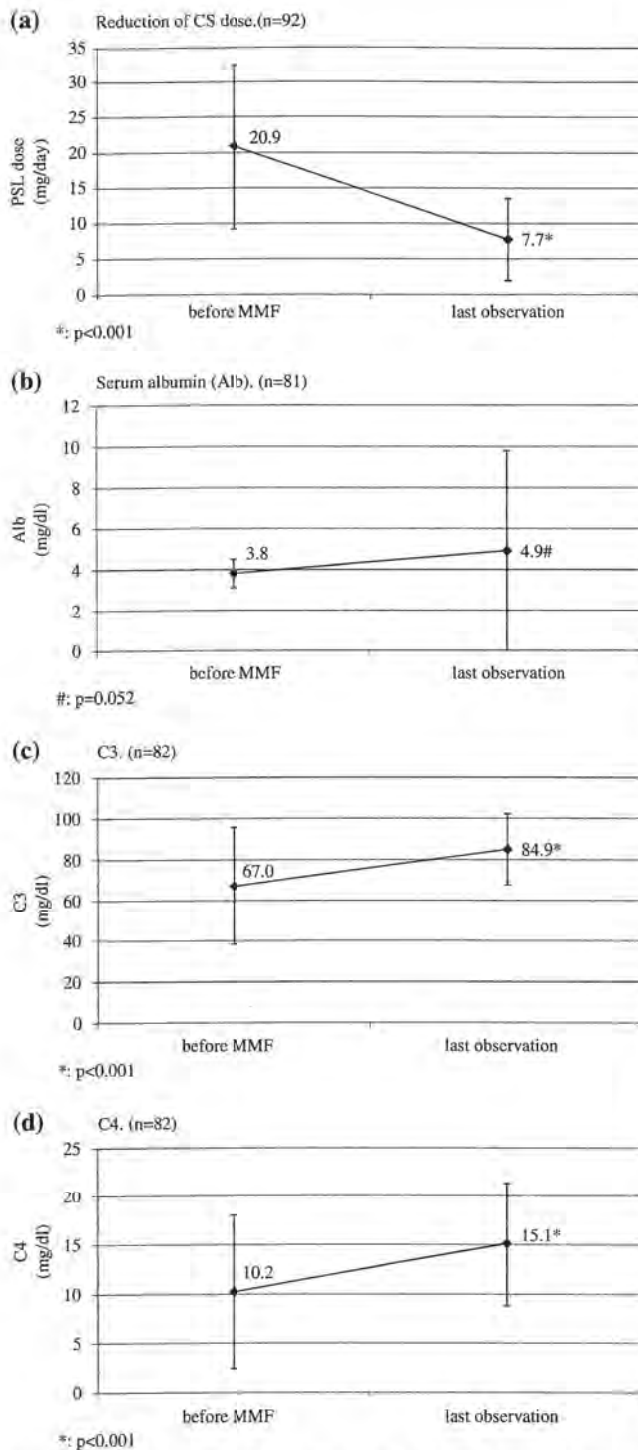 (a) Reduction of CS dose.(n=92)
35
30
25
20
15
10
5
0
PSL dose
(mg/day)
20.9
7.7*
before MMF last observation
*: p<0.001
(b) Serum albumin (Alb). (n=81)
12
10
8
6
4
2
0
Alb
(mg/dl)
3.8
4.9#
before MMF last observation
#: p=0.052
(c) C3. (n=82)
120
100
80
60
40
20
0
C3
(mg/dl)
67.0
84.9*
before MMF last observation
*: p<0.001
(d) C4. (n=82)
25
20
15
10
5
0
C4
(mg/dl)
10.2
15.1*
before MMF last observation
*: p<0.001